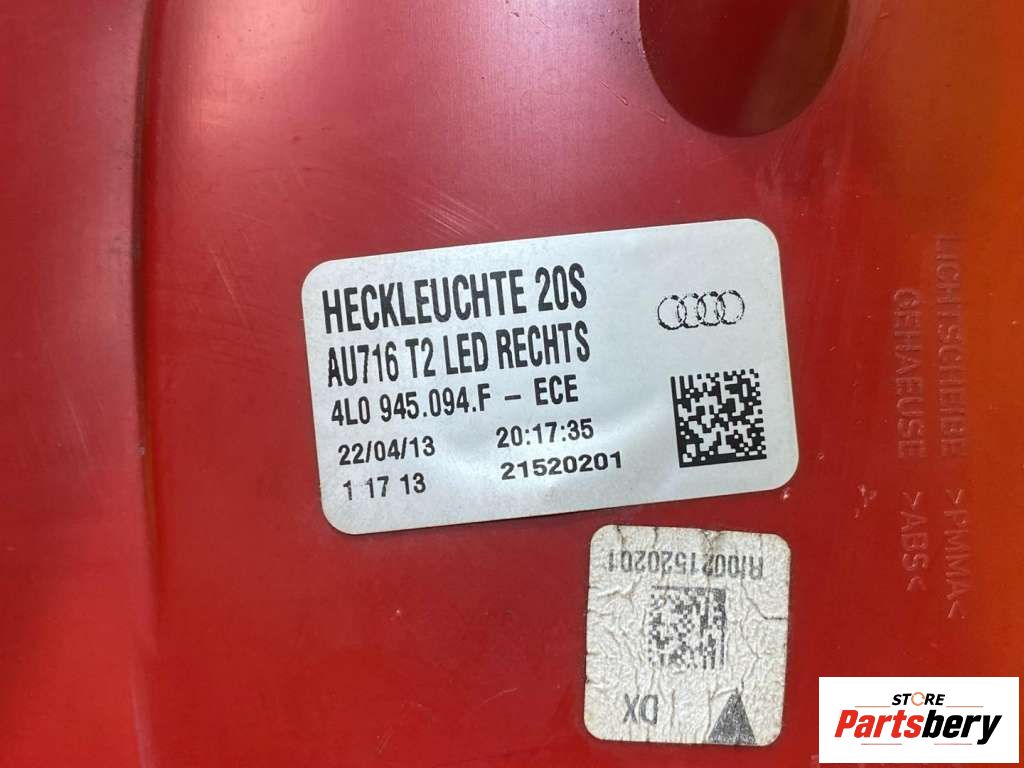 HECKLEUCHTE 20S
AU716 T2 LED RECHTS
4L0 945.094.F - ECE
22/04/13 20:17:35
1 17 13 21520201
LICHTSCHEIBE >PMMA<
GEHAEUSE >ABS<
R/0021520201
DX
STORE
Partsbery